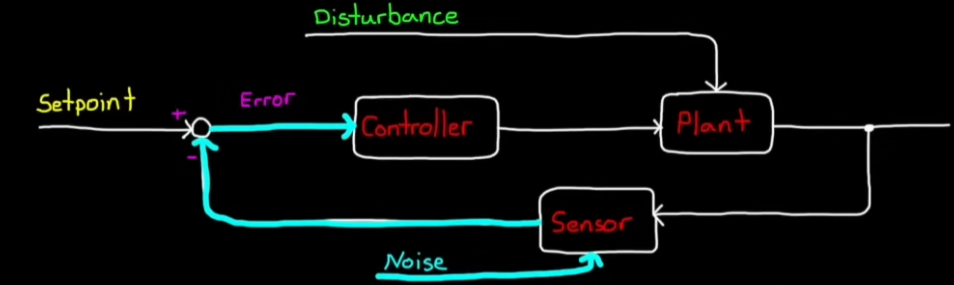 Disturbance
Setpoint
+
Error
Controller
Plant
-
Sensor
Noise